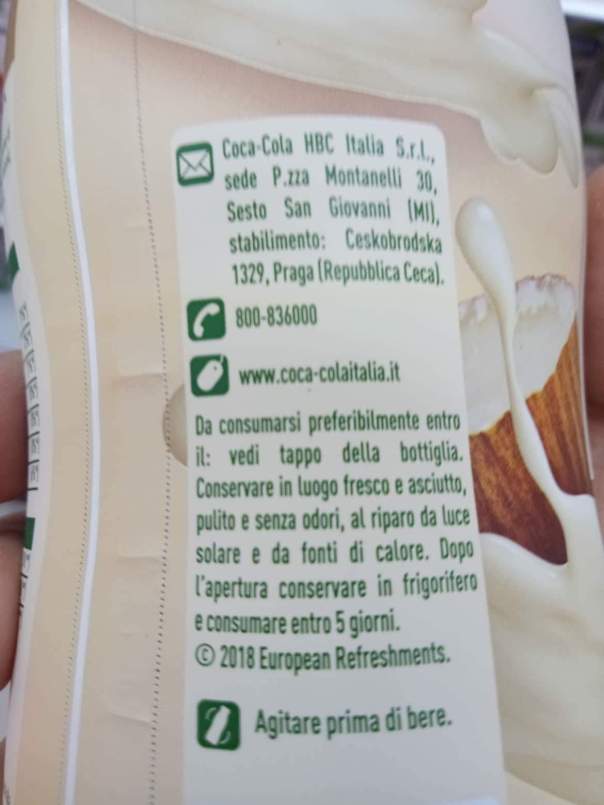 Coca-Cola HBC Italia S.r.l.,
sede P.zza Montanelli 30,
Sesto San Giovanni (MI),
stabilimento: Ceskobrodska
1329, Praga (Repubblica Ceca).
800-836000
www.coca-colaitalia.it
Da consumarsi preferibilmente entro
il: vedi tappo della bottiglia.
Conservare in luogo fresco e asciutto,
pulito e senza odori, al riparo da luce
solare e da fonti di calore. Dopo
l'apertura conservare in frigorifero
e consumare entro 5 giorni.
© 2018 European Refreshments.
Agitare prima di bere.